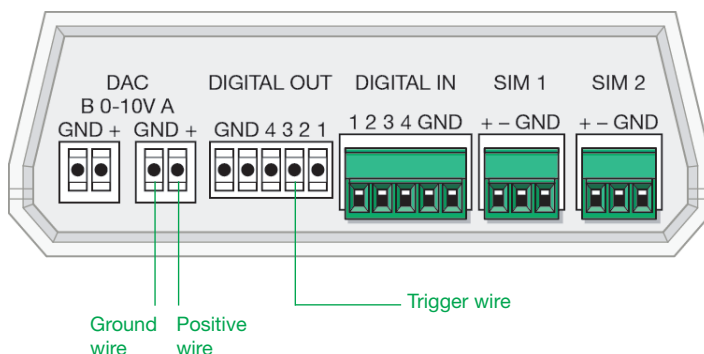 DAC
B 0-10V A
GND + GND +
DIGITAL OUT
GND 4 3 2 1
DIGITAL IN
1 2 3 4 GND
SIM 1
+ – GND
SIM 2
+ – GND
Trigger wire
Ground
wire
Positive
wire